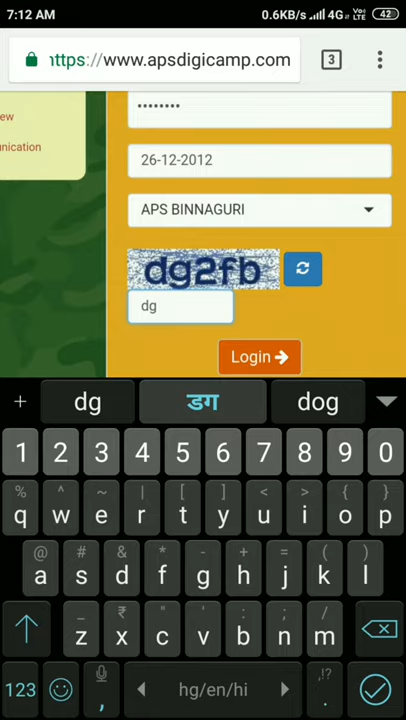 7:12 AM 0.6KB/s 4G VoLTE 42
https://www.apsdigicamp.com 3
ew
••••••••
unication
26-12-2012
APS BINNAGURI
dg2fb
dg
Login
+ dg डग dog
1 2 3 4 5 6 7 8 9 0
% ^ ~ | [ ] < > { }
q w e r t y u i o p
@ # & * - + = ( )
a s d f g h j k l
_ ₹ " ' : ; /
z x c v b n m
,!?
123 , hg/en/hi .